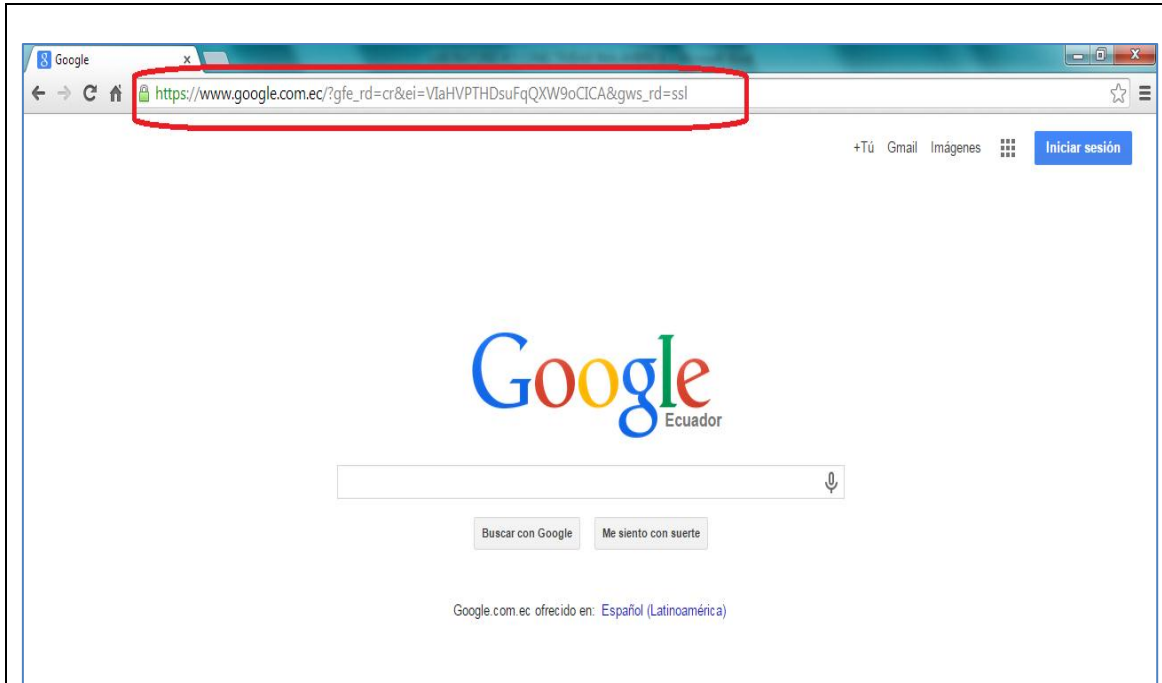 Google
https://www.google.com.ec/?gfe_rd=cr&ei=VIaHVPTHDsuFqQXW9oCICA&gws_rd=ssl
+Tú Gmail Imágenes Iniciar sesión
Google
Ecuador
Buscar con Google Me siento con suerte
Google.com.ec ofrecido en: Español (Latinoamérica)